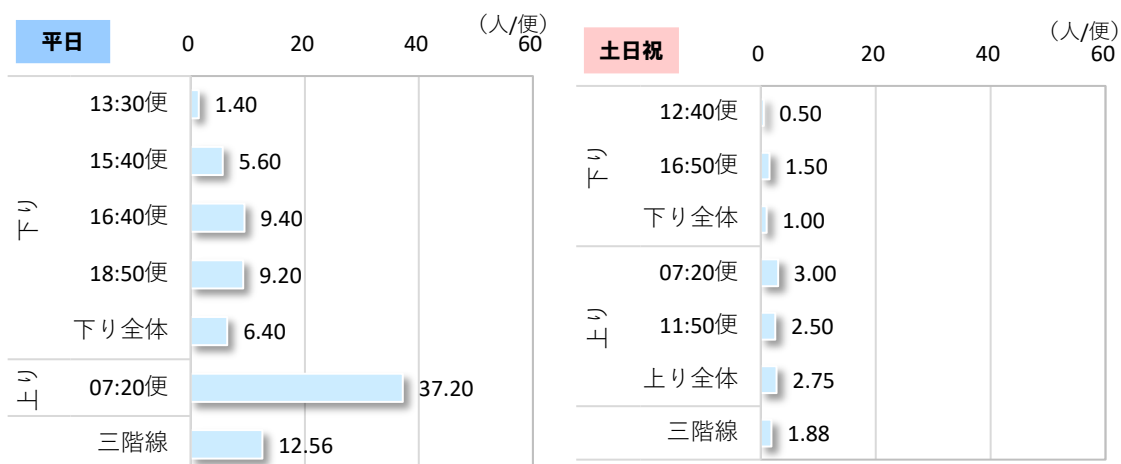 平日
(人/便)
0 20 40 60
下り
13:30便 1.40
15:40便 5.60
16:40便 9.40
18:50便 9.20
下り全体 6.40
上り
07:20便 37.20
三階線 12.56
土日祝
(人/便)
0 20 40 60
下り
12:40便 0.50
16:50便 1.50
下り全体 1.00
上り
07:20便 3.00
11:50便 2.50
上り全体 2.75
三階線 1.88